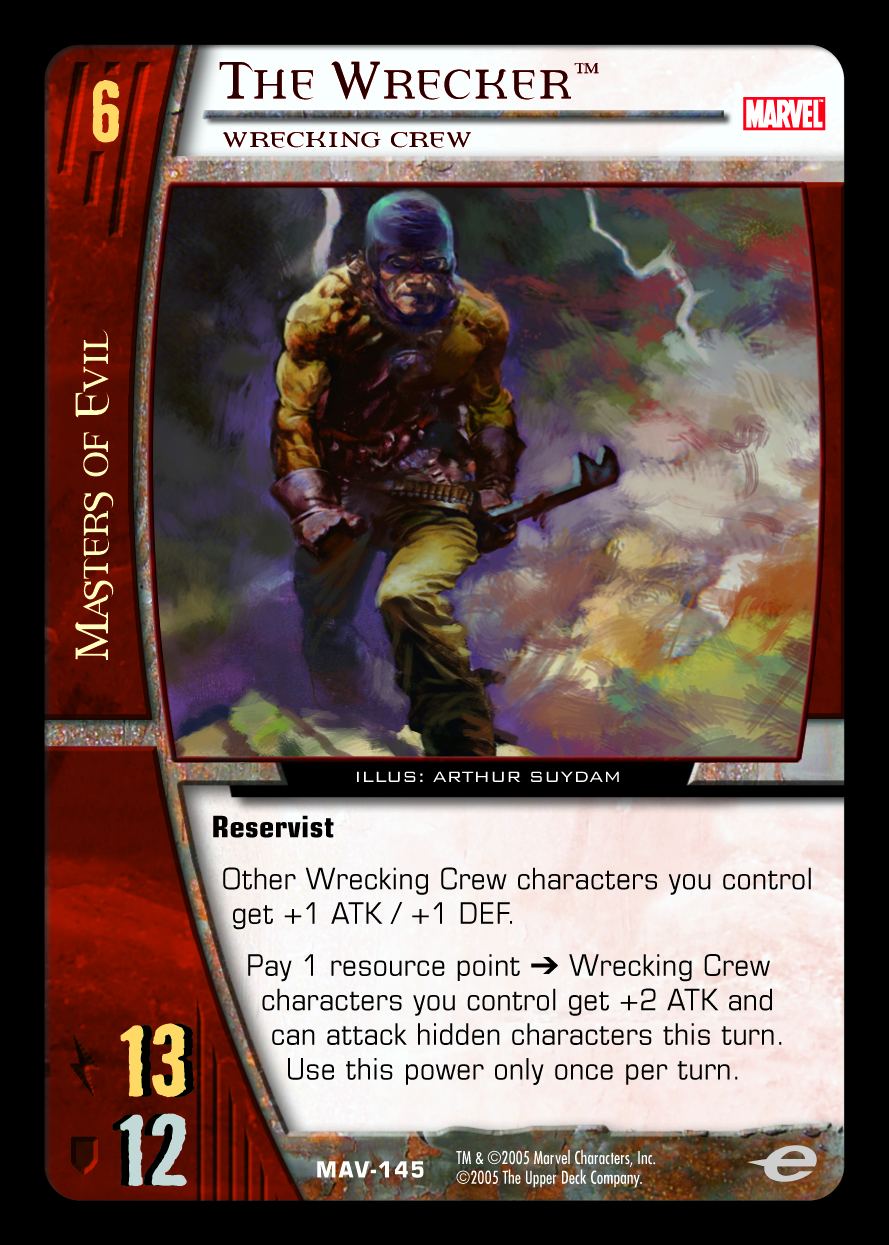 6
THE WRECKER™
WRECKING CREW
MARVEL
MASTERS OF EVIL
ILLUS: ARTHUR SUYDAM
Reservist
Other Wrecking Crew characters you control
get +1 ATK / +1 DEF.
Pay 1 resource point ➔ Wrecking Crew
characters you control get +2 ATK and
can attack hidden characters this turn.
Use this power only once per turn.
13
12
MAV-145
TM & ©2005 Marvel Characters, Inc.
©2005 The Upper Deck Company.
e